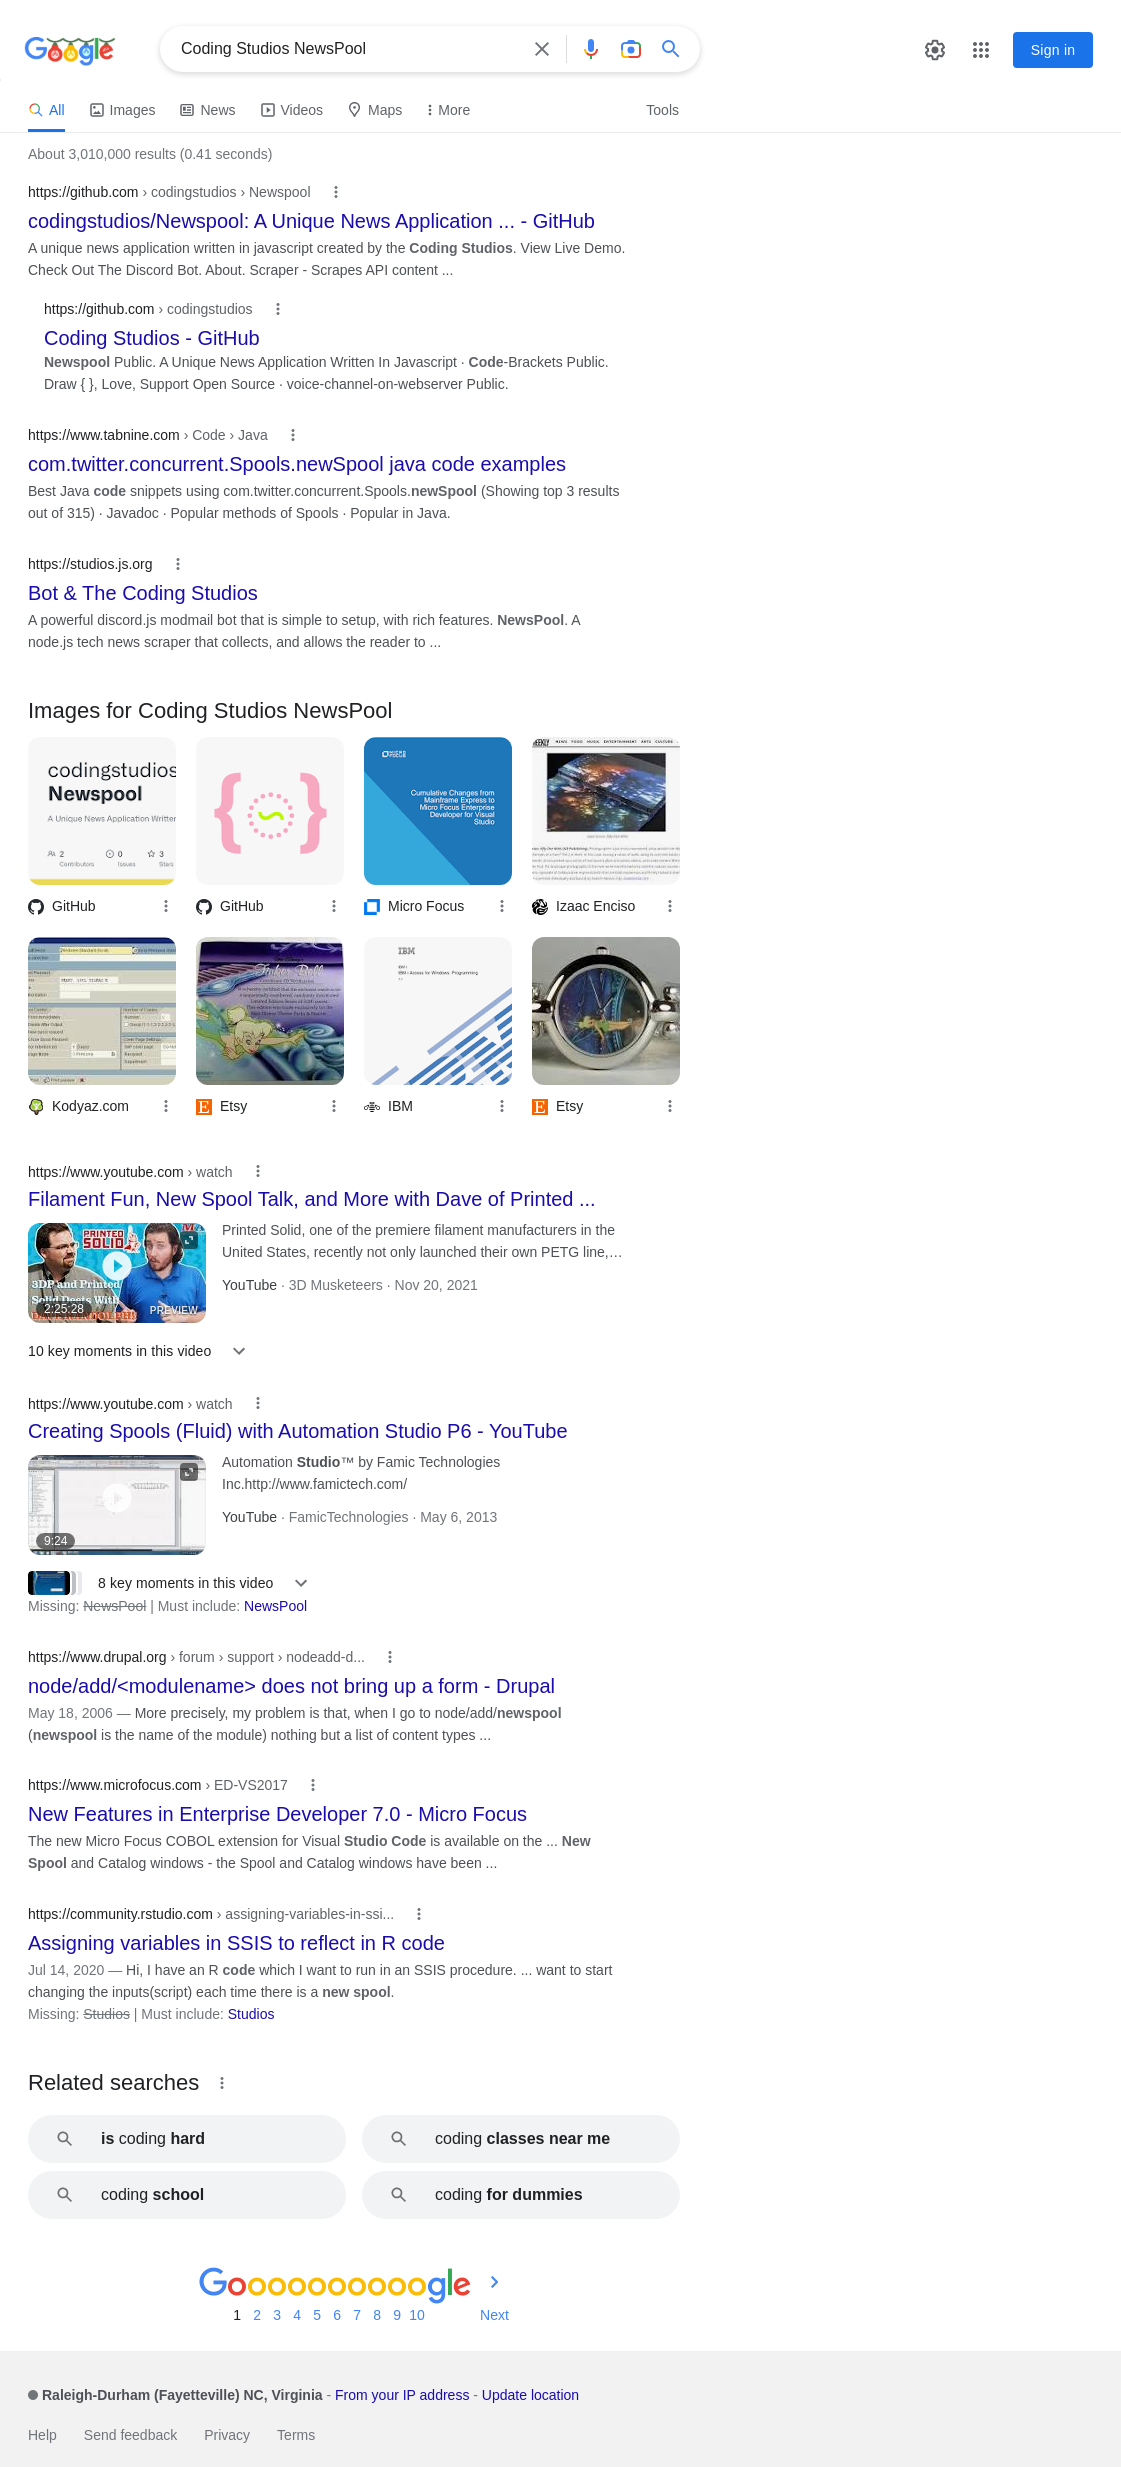 Google
Coding Studios NewsPool
Sign in
All
Images
News
Videos
Maps
More
Tools
About 3,010,000 results (0.41 seconds)
https://github.com › codingstudios › Newspool
codingstudios/Newspool: A Unique News Application ... - GitHub
A unique news application written in javascript created by the Coding Studios. View Live Demo.
Check Out The Discord Bot. About. Scraper - Scrapes API content ...
https://github.com › codingstudios
Coding Studios - GitHub
Newspool Public. A Unique News Application Written In Javascript · Code-Brackets Public.
Draw { }, Love, Support Open Source · voice-channel-on-webserver Public.
https://www.tabnine.com › Code › Java
com.twitter.concurrent.Spools.newSpool java code examples
Best Java code snippets using com.twitter.concurrent.Spools.newSpool (Showing top 3 results
out of 315) · Javadoc · Popular methods of Spools · Popular in Java.
https://studios.js.org
Bot & The Coding Studios
A powerful discord.js modmail bot that is simple to setup, with rich features. NewsPool. A
node.js tech news scraper that collects, and allows the reader to ...
Images for Coding Studios NewsPool
codingstudios
Newspool
A Unique News Application Written
2
Contributors
0
Issues
3
Stars
MICRO FOCUS
Cumulative Changes from
Mainframe Express to
Micro Focus Enterprise
Developer for Visual
Studio
WEEKLY
NEWS FOOD MUSIC ENTERTAINMENT ARTS CULTURE
GitHub
GitHub
Micro Focus
Izaac Enciso
Tinker Bell
IBM
IBM i
IBM i Access for Windows: Programming
Kodyaz.com
Etsy
IBM
Etsy
https://www.youtube.com › watch
Filament Fun, New Spool Talk, and More with Dave of Printed ...
PRINTED
SOLID
3DP and Printed
Solid Deets With
2:25:28
PREVIEW
Printed Solid, one of the premiere filament manufacturers in the
United States, recently not only launched their own PETG line,…
YouTube · 3D Musketeers · Nov 20, 2021
10 key moments in this video
https://www.youtube.com › watch
Creating Spools (Fluid) with Automation Studio P6 - YouTube
9:24
Automation Studio™ by Famic Technologies
Inc.http://www.famictech.com/
YouTube · FamicTechnologies · May 6, 2013
8 key moments in this video
Missing: NewsPool | Must include: NewsPool
https://www.drupal.org › forum › support › nodeadd-d...
node/add/<modulename> does not bring up a form - Drupal
May 18, 2006 — More precisely, my problem is that, when I go to node/add/newspool
(newspool is the name of the module) nothing but a list of content types ...
https://www.microfocus.com › ED-VS2017
New Features in Enterprise Developer 7.0 - Micro Focus
The new Micro Focus COBOL extension for Visual Studio Code is available on the ... New
Spool and Catalog windows - the Spool and Catalog windows have been ...
https://community.rstudio.com › assigning-variables-in-ssi...
Assigning variables in SSIS to reflect in R code
Jul 14, 2020 — Hi, I have an R code which I want to run in an SSIS procedure. ... want to start
changing the inputs(script) each time there is a new spool.
Missing: Studios | Must include: Studios
Related searches
is coding hard
coding classes near me
coding school
coding for dummies
Goooooooooogle
1 2 3 4 5 6 7 8 9 10 Next
Raleigh-Durham (Fayetteville) NC, Virginia - From your IP address - Update location
Help
Send feedback
Privacy
Terms